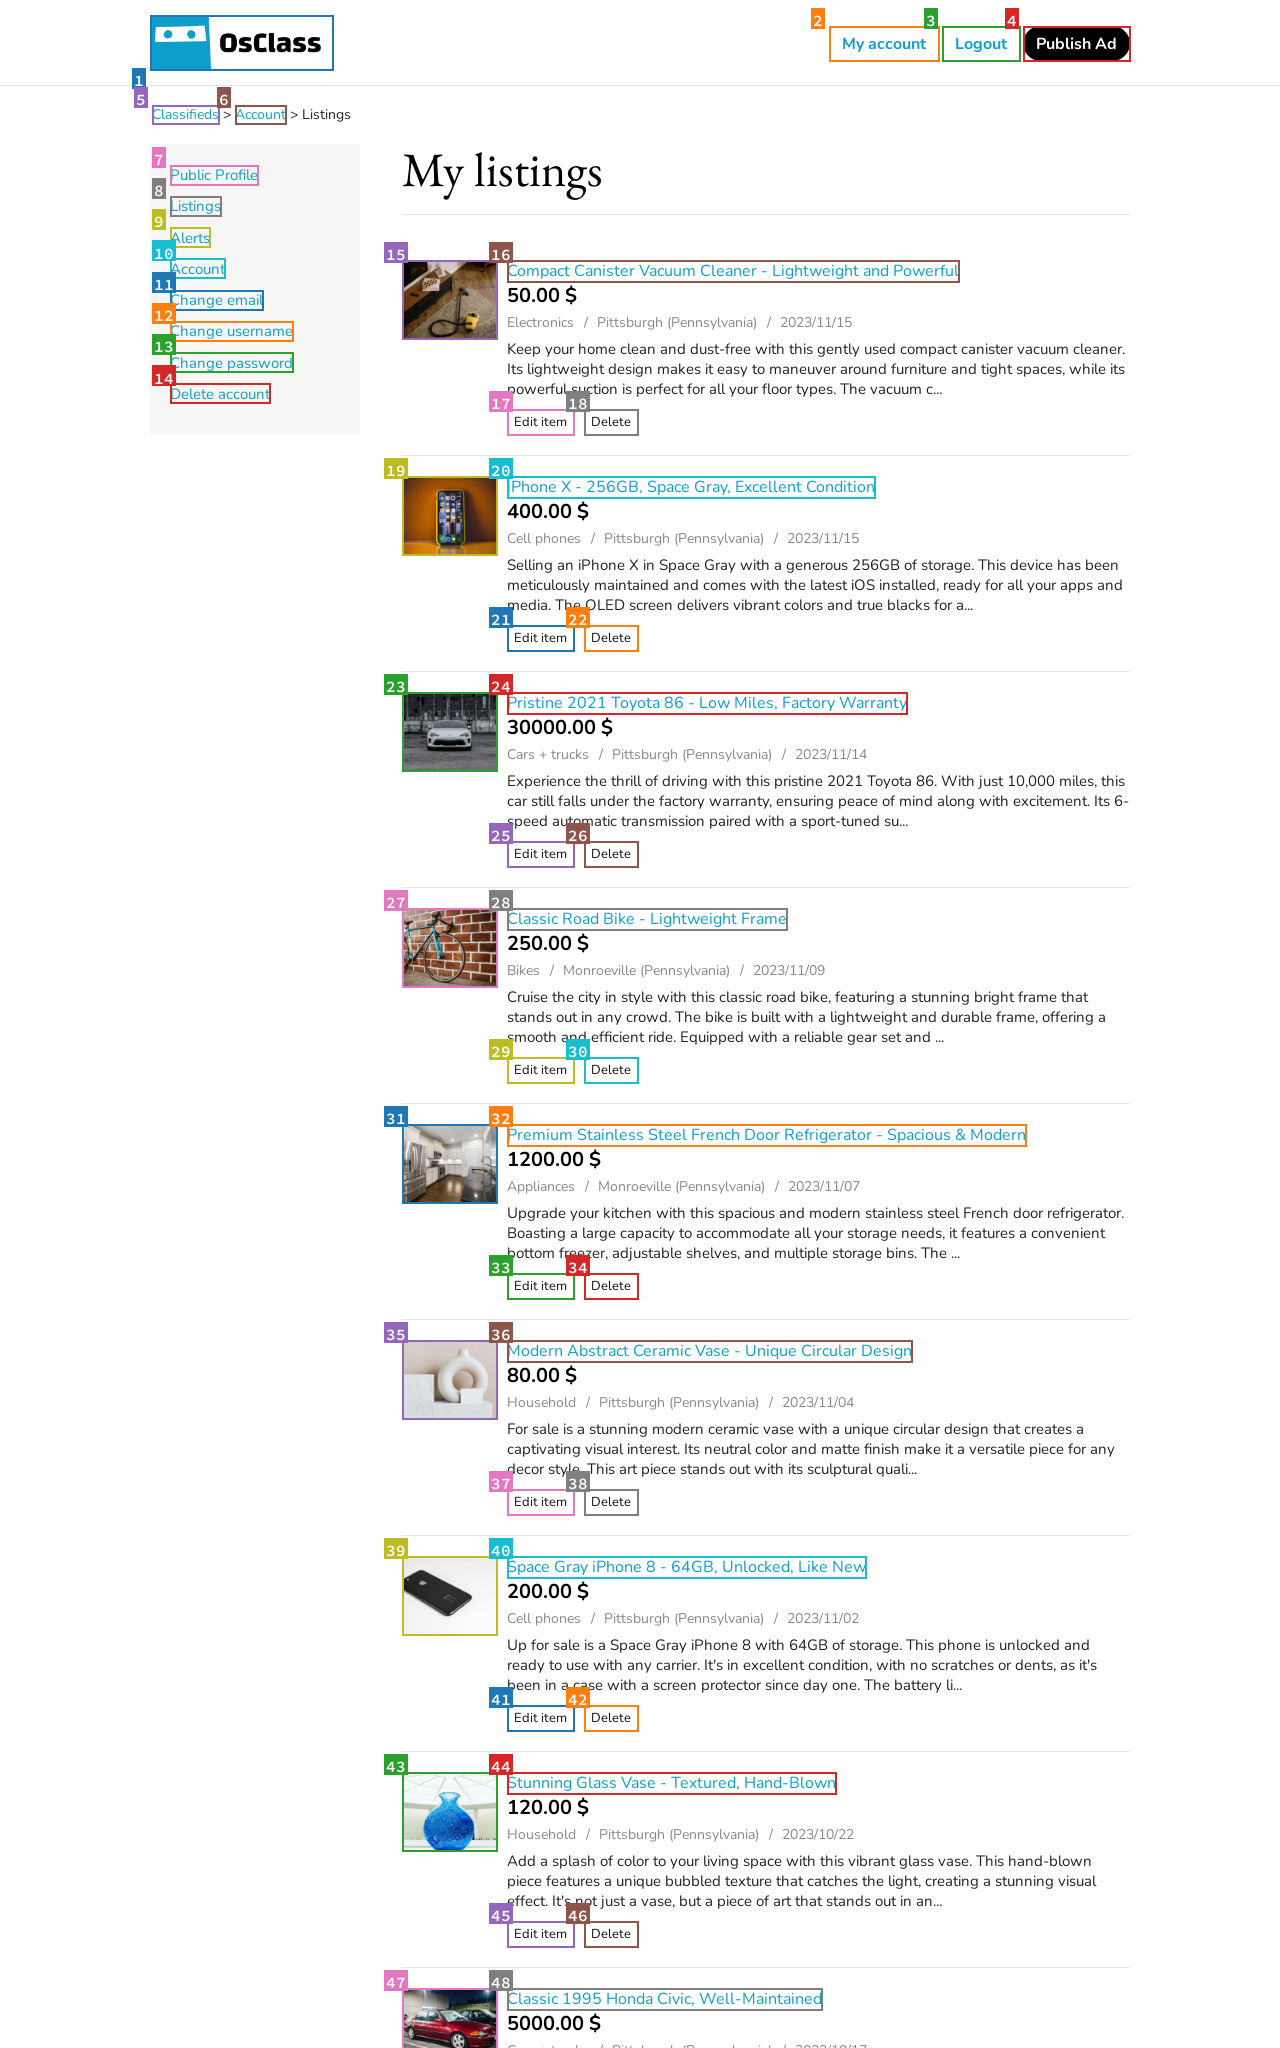 OsClass
2
My account
3
Logout
4
Publish Ad
1
5
6
Classifieds > Account > Listings
7
Public Profile
8
Listings
9
Alerts
10
Account
11
Change email
12
Change username
13
Change password
14
Delete account
My listings
15
16
Compact Canister Vacuum Cleaner - Lightweight and Powerful
50.00 $
Electronics / Pittsburgh (Pennsylvania) / 2023/11/15
Keep your home clean and dust-free with this gently used compact canister vacuum cleaner.
Its lightweight design makes it easy to maneuver around furniture and tight spaces, while its
powerful suction is perfect for all your floor types. The vacuum c...
17
18
Edit item
Delete
19
20
iPhone X - 256GB, Space Gray, Excellent Condition
400.00 $
Cell phones / Pittsburgh (Pennsylvania) / 2023/11/15
Selling an iPhone X in Space Gray with a generous 256GB of storage. This device has been
meticulously maintained and comes with the latest iOS installed, ready for all your apps and
media. The OLED screen delivers vibrant colors and true blacks for a...
21
22
Edit item
Delete
23
24
Pristine 2021 Toyota 86 - Low Miles, Factory Warranty
30000.00 $
Cars + trucks / Pittsburgh (Pennsylvania) / 2023/11/14
Experience the thrill of driving with this pristine 2021 Toyota 86. With just 10,000 miles, this
car still falls under the factory warranty, ensuring peace of mind along with excitement. Its 6-
speed automatic transmission paired with a sport-tuned su...
25
26
Edit item
Delete
27
28
Classic Road Bike - Lightweight Frame
250.00 $
Bikes / Monroeville (Pennsylvania) / 2023/11/09
Cruise the city in style with this classic road bike, featuring a stunning bright frame that
stands out in any crowd. The bike is built with a lightweight and durable frame, offering a
smooth and efficient ride. Equipped with a reliable gear set and ...
29
30
Edit item
Delete
31
32
Premium Stainless Steel French Door Refrigerator - Spacious & Modern
1200.00 $
Appliances / Monroeville (Pennsylvania) / 2023/11/07
Upgrade your kitchen with this spacious and modern stainless steel French door refrigerator.
Boasting a large capacity to accommodate all your storage needs, it features a convenient
bottom freezer, adjustable shelves, and multiple storage bins. The ...
33
34
Edit item
Delete
35
36
Modern Abstract Ceramic Vase - Unique Circular Design
80.00 $
Household / Pittsburgh (Pennsylvania) / 2023/11/04
For sale is a stunning modern ceramic vase with a unique circular design that creates a
captivating visual interest. Its neutral color and matte finish make it a versatile piece for any
decor style. This art piece stands out with its sculptural quali...
37
38
Edit item
Delete
39
40
Space Gray iPhone 8 - 64GB, Unlocked, Like New
200.00 $
Cell phones / Pittsburgh (Pennsylvania) / 2023/11/02
Up for sale is a Space Gray iPhone 8 with 64GB of storage. This phone is unlocked and
ready to use with any carrier. It's in excellent condition, with no scratches or dents, as it's
been in a case with a screen protector since day one. The battery li...
41
42
Edit item
Delete
43
44
Stunning Glass Vase - Textured, Hand-Blown
120.00 $
Household / Pittsburgh (Pennsylvania) / 2023/10/22
Add a splash of color to your living space with this vibrant glass vase. This hand-blown
piece features a unique bubbled texture that catches the light, creating a stunning visual
effect. It's not just a vase, but a piece of art that stands out in an...
45
46
Edit item
Delete
47
48
Classic 1995 Honda Civic, Well-Maintained
5000.00 $